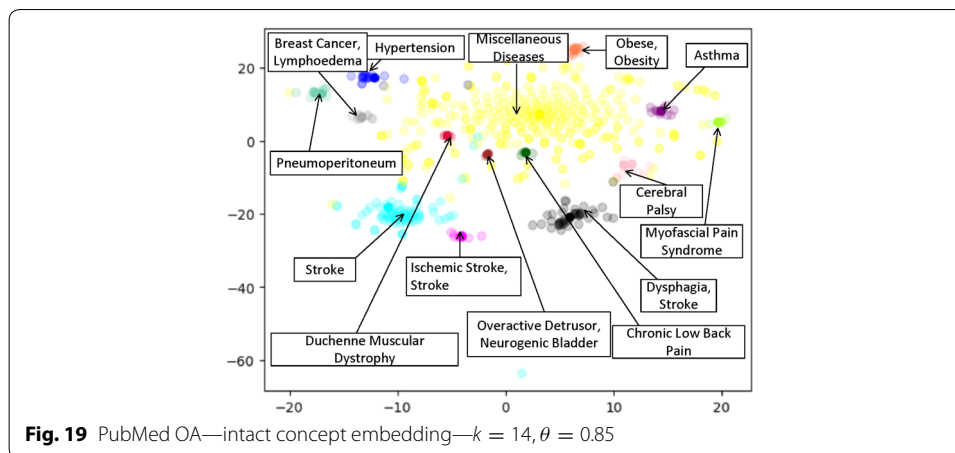 Breast Cancer,
Lymphoedema
Hypertension
Miscellaneous
Diseases
Obese,
Obesity
Asthma
Pneumoperitoneum
Cerebral
Palsy
Myofascial Pain
Syndrome
Stroke
Ischemic Stroke,
Stroke
Dysphagia,
Stroke
Duchenne Muscular
Dystrophy
Overactive Detrusor,
Neurogenic Bladder
Chronic Low Back
Pain
20
0
−20
−40
−60
−20
−10
0
10
20
Fig. 19 PubMed OA—intact concept embedding—k = 14, θ = 0.85